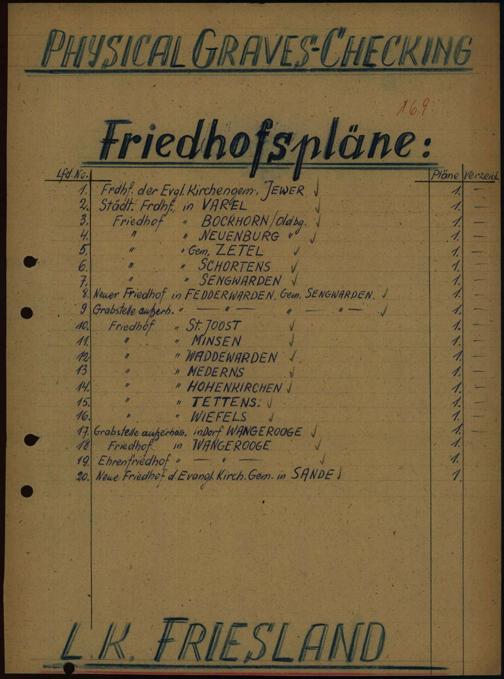 PHYSICAL GRAVES-CHECKING
169
Friedhofspläne:
Lfd. No. Pläne Verzeich
1. Frdhf. der Evgl. Kirchengem. JEWER ✓ 1. —
2. Städt. Frdhf. in VAREL ✓ 1. —
3. Friedhof " BOCKHORN/Oldbg. ✓ 1. —
4. " " NEUENBURG " ✓ 1. —
5. " " Gem. ZETEL ✓ 1. —
6. " " SCHORTENS ✓ 1. —
7. " " SENGWARDEN ✓ 1. —
8. Neuer Friedhof in FEDDERWARDEN, Gem. SENGWARDEN. ✓ 1. —
9. Grabstelle außerh. " — " — " — " — ✓ 1. —
10. Friedhof " St. JOOST ✓ 1. —
11. " " MINSEN ✓ 1. —
12. " " WADDEWARDEN ✓ 1. —
13. " " MEDERNS ✓ 1. —
14. " " HOHENKIRCHEN ✓ 1. —
15. " " TETTENS. ✓ 1. —
16. " " WIEFELS ✓ 1. —
17. Grabstelle außerhalb, in Dorf WANGEROOGE ✓ 1. —
18. Friedhof in WANGEROOGE ✓ 1. —
19. Ehrenfriedhof " — " — ✓ 1. —
20. Neue Friedhof d. Evangl. Kirch. Gem. in SANDE ✓ 1. —
L.K. FRIESLAND